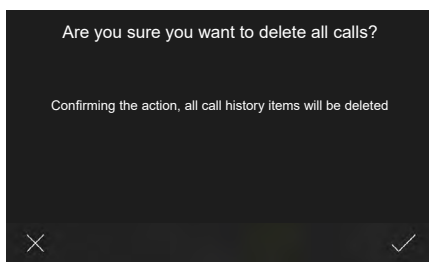 Are you sure you want to delete all calls?
Confirming the action, all call history items will be deleted